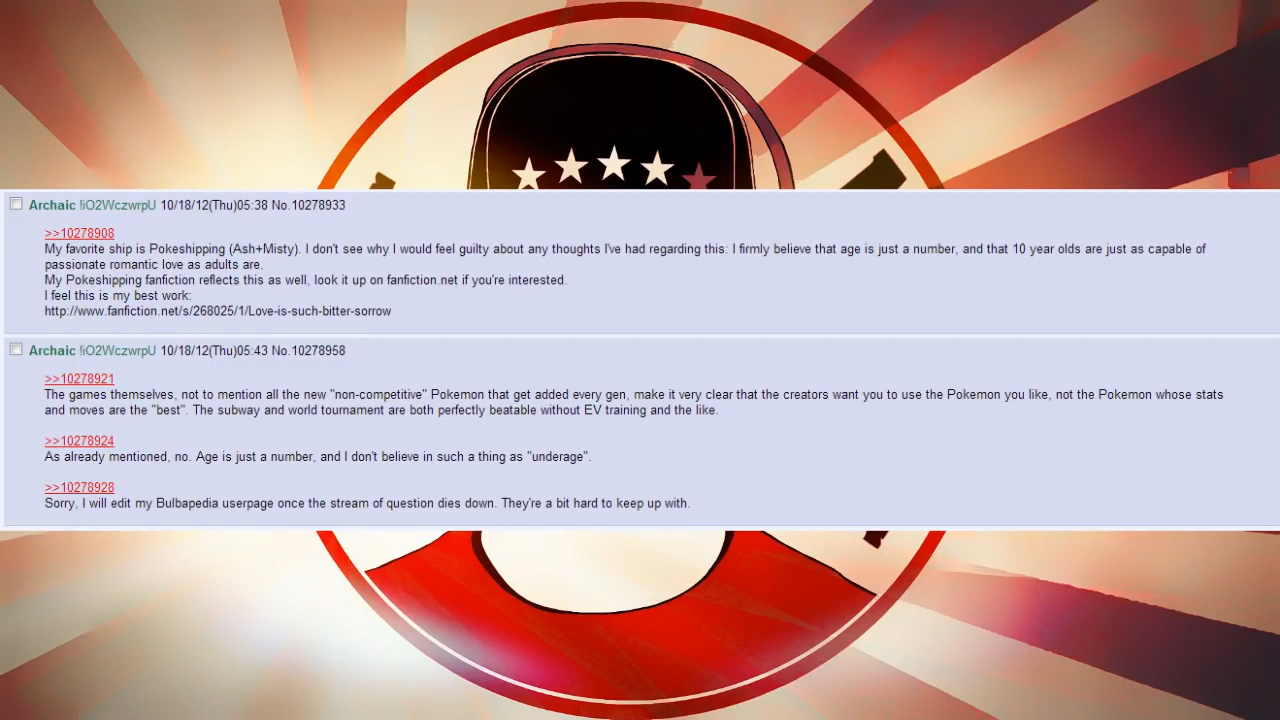 Archaic !iO2WczwrpU 10/18/12(Thu)05:38 No.10278933
>>10278908
My favorite ship is Pokeshipping (Ash+Misty). I don't see why I would feel guilty about any thoughts I've had regarding this: I firmly believe that age is just a number, and that 10 year olds are just as capable of
passionate romantic love as adults are.
My Pokeshipping fanfiction reflects this as well, look it up on fanfiction.net if you're interested.
I feel this is my best work:
http://www.fanfiction.net/s/268025/1/Love-is-such-bitter-sorrow
Archaic !iO2WczwrpU 10/18/12(Thu)05:43 No.10278958
>>10278921
The games themselves, not to mention all the new "non-competitive" Pokemon that get added every gen, make it very clear that the creators want you to use the Pokemon you like, not the Pokemon whose stats
and moves are the "best". The subway and world tournament are both perfectly beatable without EV training and the like.
>>10278924
As already mentioned, no. Age is just a number, and I don't believe in such a thing as "underage".
>>10278928
Sorry, I will edit my Bulbapedia userpage once the stream of question dies down. They're a bit hard to keep up with.